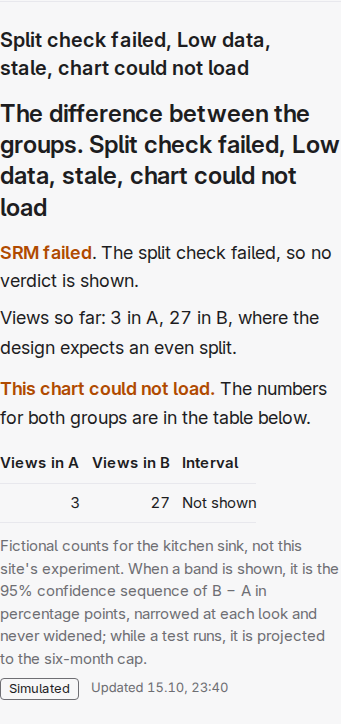 Split check failed, Low data,
stale, chart could not load
The difference between the
groups. Split check failed, Low
data, stale, chart could not
load
SRM failed. The split check failed, so no
verdict is shown.
Views so far: 3 in A, 27 in B, where the
design expects an even split.
This chart could not load. The numbers
for both groups are in the table below.
Views in A Views in B Interval
3 27 Not shown
Fictional counts for the kitchen sink, not this
site's experiment. When a band is shown, it is the
95% confidence sequence of B − A in
percentage points, narrowed at each look and
never widened; while a test runs, it is projected
to the six-month cap.
Simulated Updated 15.10, 23:40